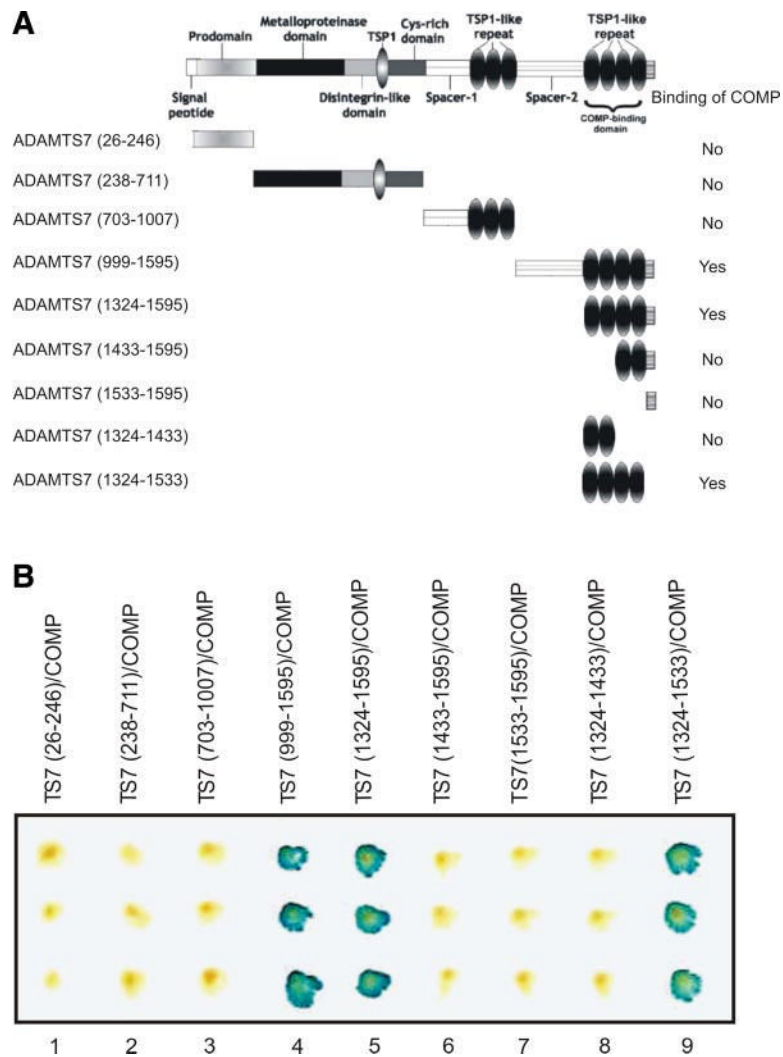 A
Prodomain
Metalloproteinase
domain
TSP1
Cys-rich
domain
TSP1-like
repeat
TSP1-like
repeat
Signal
peptide
Disintegrin-like
domain
Spacer-1
Spacer-2
COMP-binding
domain
Binding of COMP
ADAMTS7 (26-246) No
ADAMTS7 (238-711) No
ADAMTS7 (703-1007) No
ADAMTS7 (999-1595) Yes
ADAMTS7 (1324-1595) Yes
ADAMTS7 (1433-1595) No
ADAMTS7 (1533-1595) No
ADAMTS7 (1324-1433) No
ADAMTS7 (1324-1533) Yes
B
TS7 (26-246)/COMP
TS7 (238-711)/COMP
TS7 (703-1007)/COMP
TS7 (999-1595)/COMP
TS7 (1324-1595)/COMP
TS7 (1433-1595)/COMP
TS7(1533-1595)/COMP
TS7 (1324-1433)/COMP
TS7 (1324-1533)/COMP
1 2 3 4 5 6 7 8 9